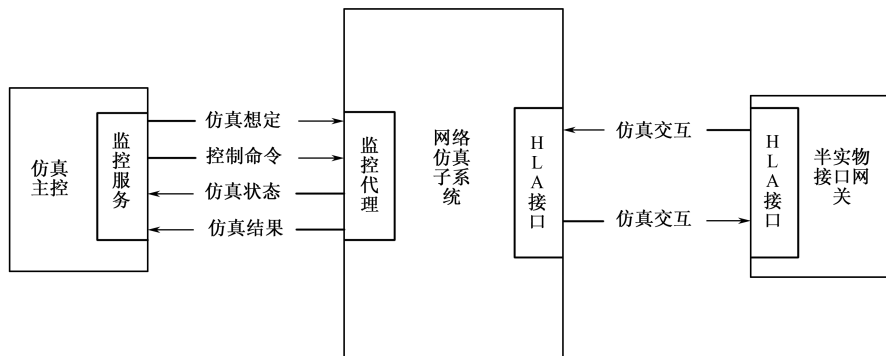 仿真
主控
监控服务
仿真想定
控制命令
仿真状态
仿真结果
监控代理
网络
仿真
子系
统
HLA接口
仿真交互
仿真交互
HLA接口
半实物
接口网
关